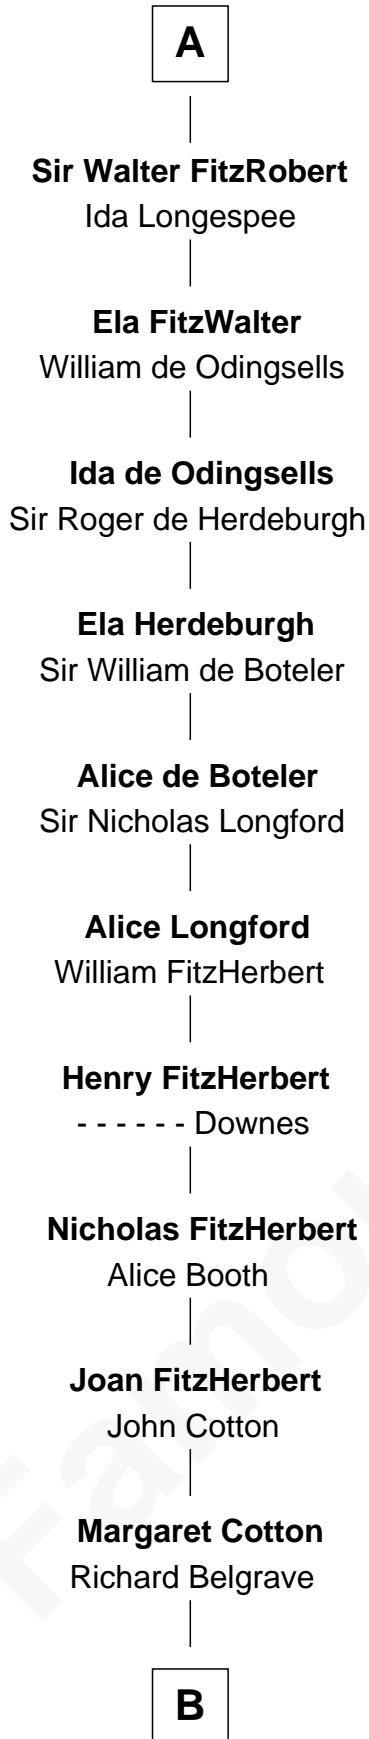 A
Sir Walter FitzRobert
Ida Longespee
Ela FitzWalter
William de Odingsells
Ida de Odingsells
Sir Roger de Herdeburgh
Ela Herdeburgh
Sir William de Boteler
Alice de Boteler
Sir Nicholas Longford
Alice Longford
William FitzHerbert
Henry FitzHerbert
- - - - - - Downes
Nicholas FitzHerbert
Alice Booth
Joan FitzHerbert
John Cotton
Margaret Cotton
Richard Belgrave
B